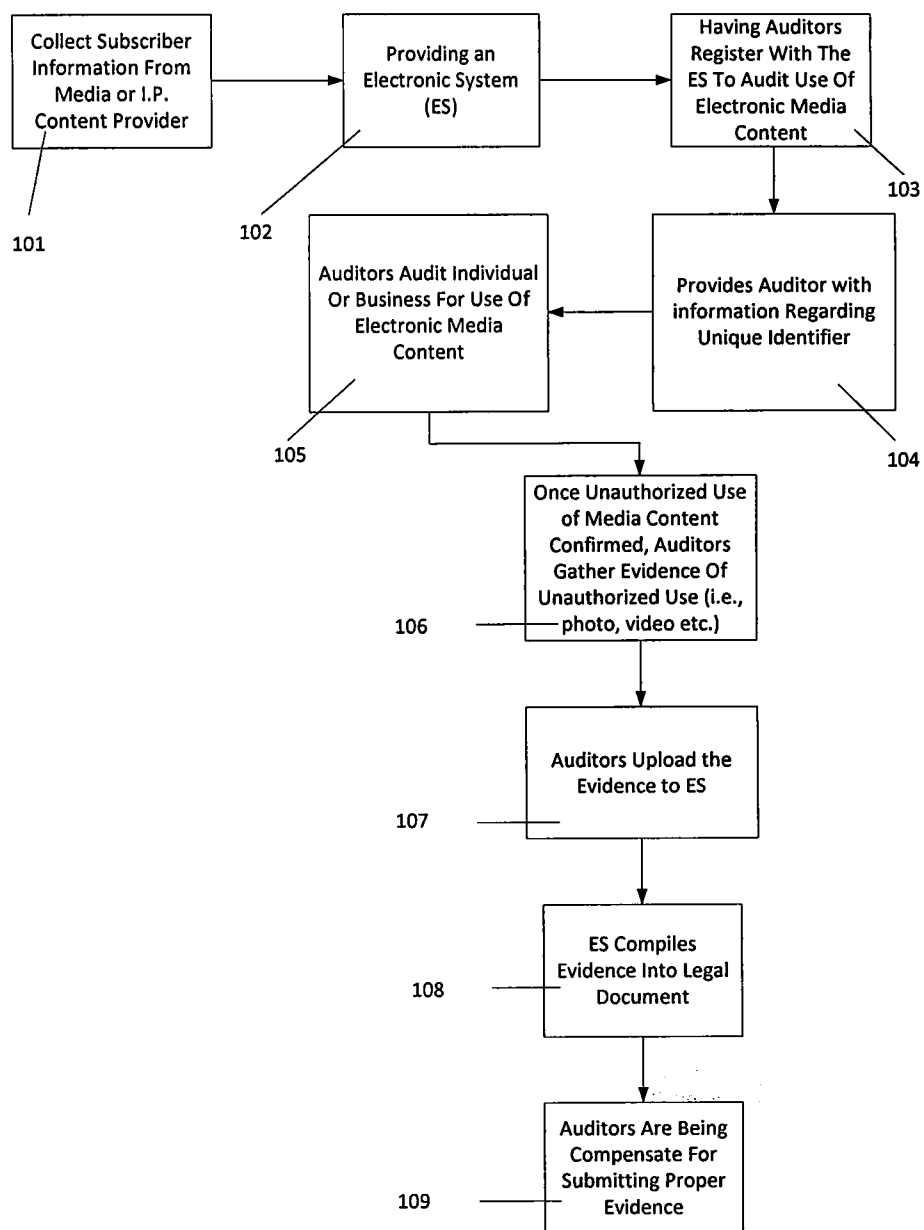 Collect Subscriber
Information From
Media or I.P.
Content Provider
101
Providing an
Electronic System
(ES)
102
Having Auditors
Register With The
ES To Audit Use Of
Electronic Media
Content
103
Provides Auditor with
information Regarding
Unique Identifier
104
Auditors Audit Individual
Or Business For Use Of
Electronic Media
Content
105
Once Unauthorized Use
of Media Content
Confirmed, Auditors
Gather Evidence Of
Unauthorized Use (i.e.,
photo, video etc.)
106
Auditors Upload the
Evidence to ES
107
ES Compiles
Evidence Into Legal
Document
108
Auditors Are Being
Compensate For
Submitting Proper
Evidence
109